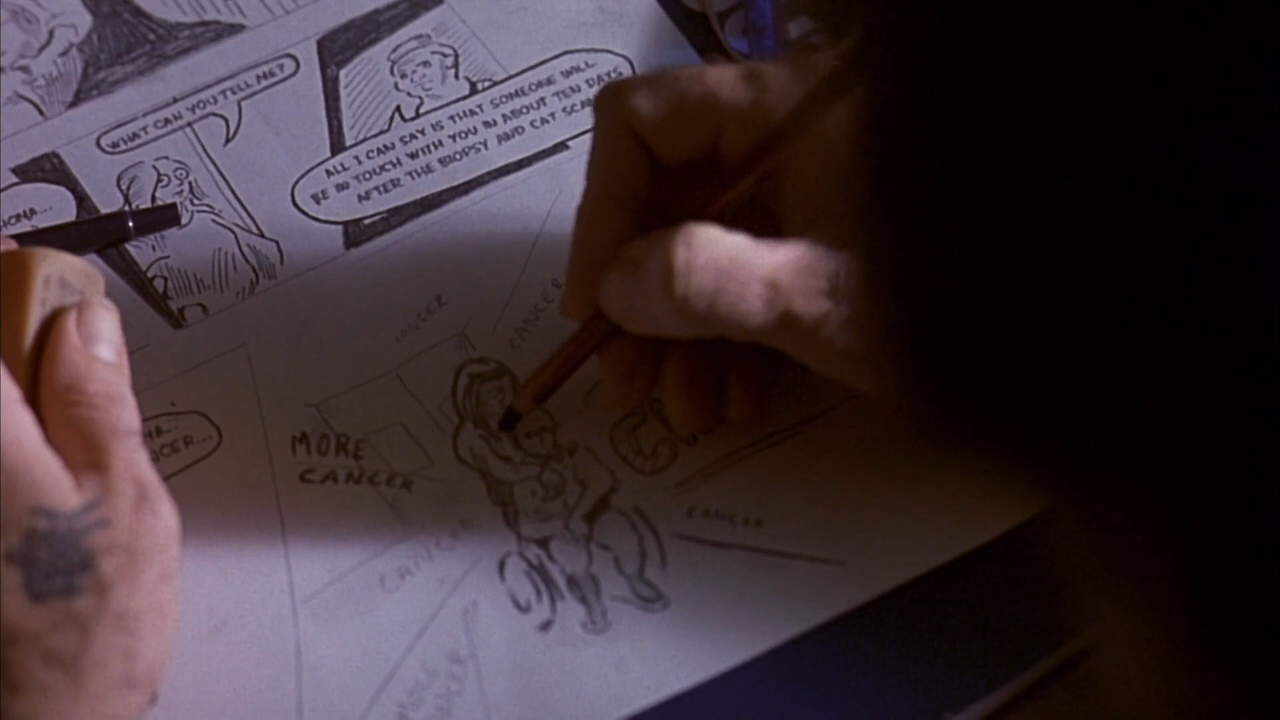 WHAT CAN YOU TELL ME?
ALL I CAN SAY IS THAT SOMEONE WILL
BE IN TOUCH WITH YOU IN ABOUT TEN DAYS
AFTER THE BIOPSY AND CAT
CANCER
CANCER
MORE
CANCER
CANCER
CANCER